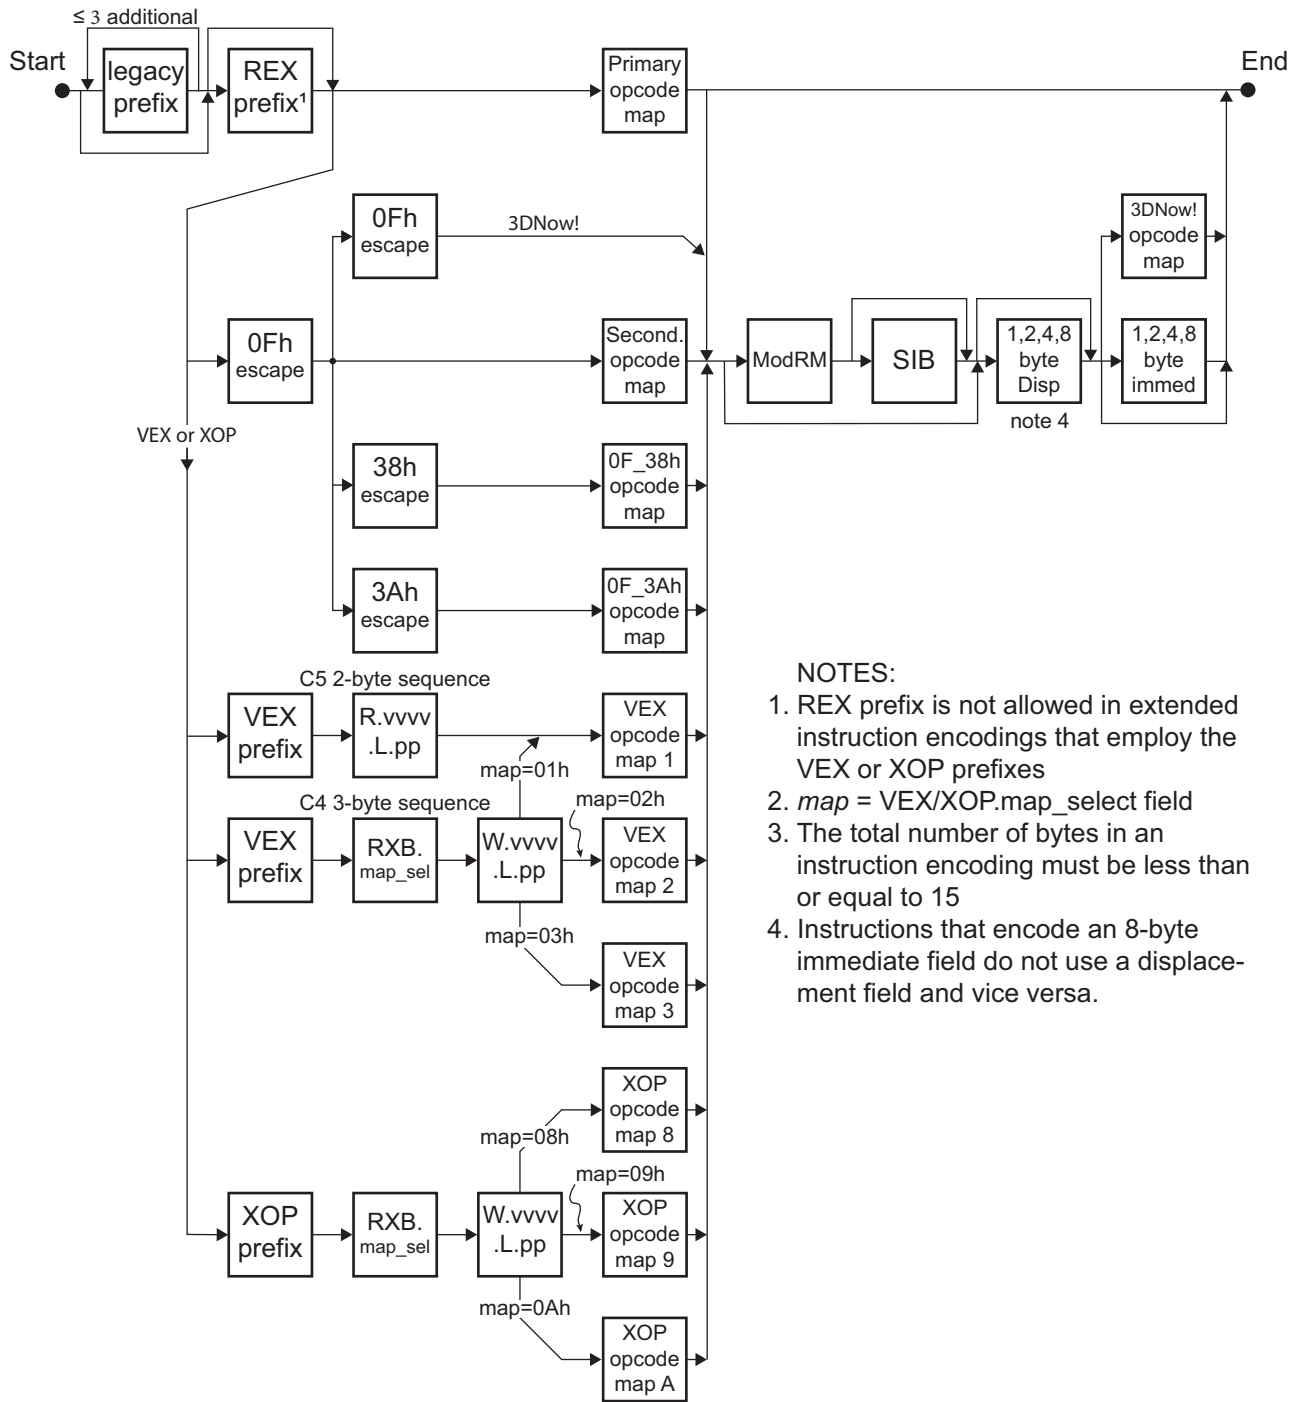 ≤ 3 additional
Start
legacy
prefix
REX
prefix¹
Primary
opcode
map
End
0Fh
escape
3DNow!
3DNow!
opcode
map
0Fh
escape
Second.
opcode
map
ModRM
SIB
1,2,4,8
byte
Disp
note 4
1,2,4,8
byte
immed
VEX or XOP
38h
escape
0F_38h
opcode
map
3Ah
escape
0F_3Ah
opcode
map
C5 2-byte sequence
VEX
prefix
R.vvvv
.L.pp
VEX
opcode
map 1
map=01h
C4 3-byte sequence
map=02h
VEX
prefix
RXB.
map_sel
W.vvvv
.L.pp
VEX
opcode
map 2
map=03h
VEX
opcode
map 3
XOP
opcode
map 8
map=08h
map=09h
XOP
prefix
RXB.
map_sel
W.vvvv
.L.pp
XOP
opcode
map 9
map=0Ah
XOP
opcode
map A
NOTES:
1. REX prefix is not allowed in extended
instruction encodings that employ the
VEX or XOP prefixes
2. map = VEX/XOP.map_select field
3. The total number of bytes in an
instruction encoding must be less than
or equal to 15
4. Instructions that encode an 8-byte
immediate field do not use a displace-
ment field and vice versa.